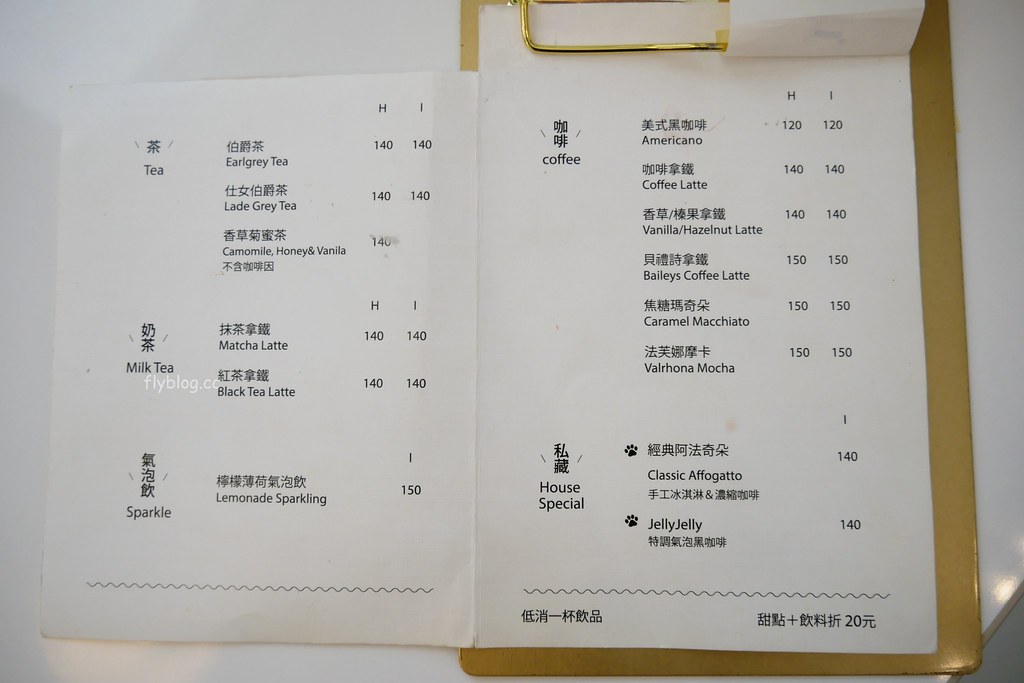 H I
茶
Tea
伯爵茶 140 140
Earlgrey Tea
仕女伯爵茶 140 140
Lade Grey Tea
香草菊蜜茶 140
Camomile, Honey& Vanila
不含咖啡因
H I
奶茶
Milk Tea
抹茶拿鐵 140 140
Matcha Latte
紅茶拿鐵 140 140
Black Tea Latte
flyblog.cc
I
氣泡飲
Sparkle
檸檬薄荷氣泡飲 150
Lemonade Sparkling
H I
咖啡
coffee
美式黑咖啡 120 120
Americano
咖啡拿鐵 140 140
Coffee Latte
香草/榛果拿鐵 140 140
Vanilla/Hazelnut Latte
貝禮詩拿鐵 150 150
Baileys Coffee Latte
焦糖瑪奇朵 150 150
Caramel Macchiato
法芙娜摩卡 150 150
Valrhona Mocha
I
私藏
House
Special
經典阿法奇朵 140
Classic Affogatto
手工冰淇淋＆濃縮咖啡
JellyJelly 140
特調氣泡黑咖啡
低消一杯飲品
甜點＋飲料折 20元